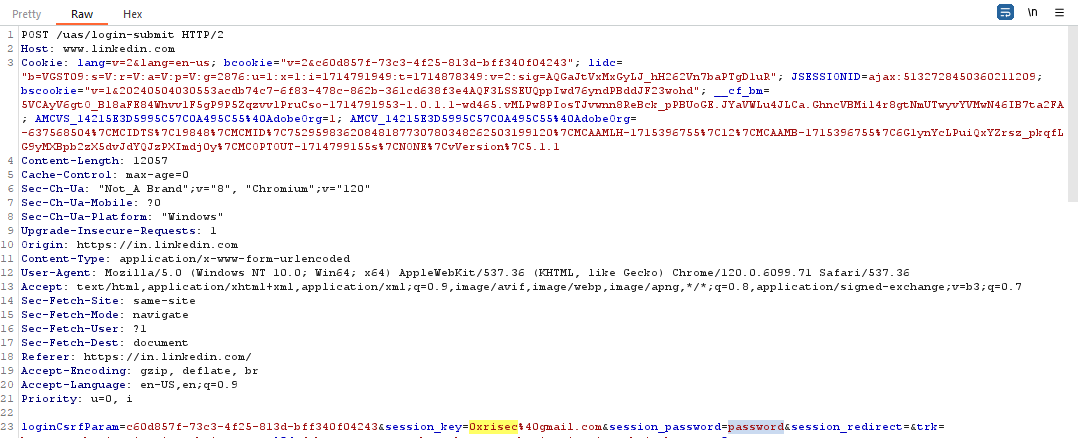 Pretty Raw Hex \n
1 POST /uas/login-submit HTTP/2
2 Host: www.linkedin.com
3 Cookie: lang=v=2&lang=en-us; bcookie="v=2&c60d857f-73c3-4f25-813d-bff340f04243"; lidc=
"b=VGST09:s=V:r=V:a=V:p=V:g=2876:u=1:x=1:i=1714791949:t=1714878349:v=2:sig=AQGaJtVxMxGyLJ_hH262Vn7baPTgD1uR"; JSESSIONID=ajax:5132728450360211209;
bscookie="v=1&20240504030553acdb74c7-6f83-478c-862b-361cd638f3e4AQF3LSSEUQppIwd76yndPBddJF23wohd"; __cf_bm=
5VCAyV6gt0_B18aFE84Whvv1F5gP9P5Zqzvv1PruCso-1714791953-1.0.1.1-wd465.vMLPw8PIosTJvwnn8ReBck_pPBUoGE.JYaVWLu4JLCa.GhncVBMi14r8gtNmUTwyvYVMwN46IB7ta2FA
; AMCVS_14215E3D5995C57C0A495C55%40AdobeOrg=1; AMCV_14215E3D5995C57C0A495C55%40AdobeOrg=
-637568504%7CMCIDTS%7C19848%7CMCMID%7C75295983620848187730780348262503199120%7CMCAAMLH-1715396755%7C12%7CMCAAMB-1715396755%7C6G1ynYcLPuiQxYZrsz_pkqfL
G9yMXBpb2zX5dvJdYQJzPXImdj0y%7CMCOPTOUT-1714799155s%7CNONE%7CvVersion%7C5.1.1
4 Content-Length: 12057
5 Cache-Control: max-age=0
6 Sec-Ch-Ua: "Not_A Brand";v="8", "Chromium";v="120"
7 Sec-Ch-Ua-Mobile: ?0
8 Sec-Ch-Ua-Platform: "Windows"
9 Upgrade-Insecure-Requests: 1
10 Origin: https://in.linkedin.com
11 Content-Type: application/x-www-form-urlencoded
12 User-Agent: Mozilla/5.0 (Windows NT 10.0; Win64; x64) AppleWebKit/537.36 (KHTML, like Gecko) Chrome/120.0.6099.71 Safari/537.36
13 Accept: text/html,application/xhtml+xml,application/xml;q=0.9,image/avif,image/webp,image/apng,*/*;q=0.8,application/signed-exchange;v=b3;q=0.7
14 Sec-Fetch-Site: same-site
15 Sec-Fetch-Mode: navigate
16 Sec-Fetch-User: ?1
17 Sec-Fetch-Dest: document
18 Referer: https://in.linkedin.com/
19 Accept-Encoding: gzip, deflate, br
20 Accept-Language: en-US,en;q=0.9
21 Priority: u=0, i
22
23 loginCsrfParam=c60d857f-73c3-4f25-813d-bff340f04243&session_key=0xrisec%40gmail.com&session_password=password&session_redirect=&trk=